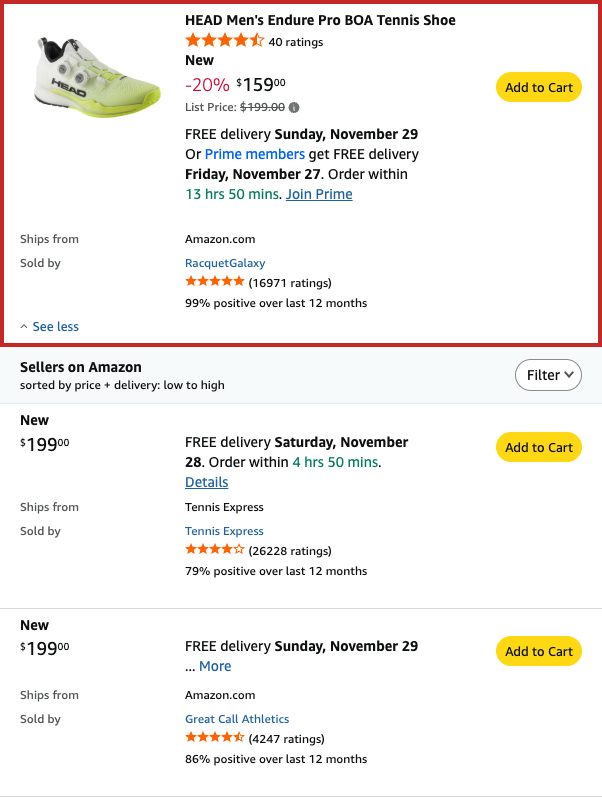 HEAD Men's Endure Pro BOA Tennis Shoe
40 ratings
New
-20% $15900
List Price: $199.00
Add to Cart
FREE delivery Sunday, November 29
Or Prime members get FREE delivery
Friday, November 27. Order within
13 hrs 50 mins. Join Prime
HEAD
Ships from Amazon.com
Sold by RacquetGalaxy
(16971 ratings)
99% positive over last 12 months
See less
Sellers on Amazon
sorted by price + delivery: low to high
Filter
New
$19900
FREE delivery Saturday, November
28. Order within 4 hrs 50 mins.
Details
Add to Cart
Ships from Tennis Express
Sold by Tennis Express
(26228 ratings)
79% positive over last 12 months
New
$19900
FREE delivery Sunday, November 29
... More
Add to Cart
Ships from Amazon.com
Sold by Great Call Athletics
(4247 ratings)
86% positive over last 12 months